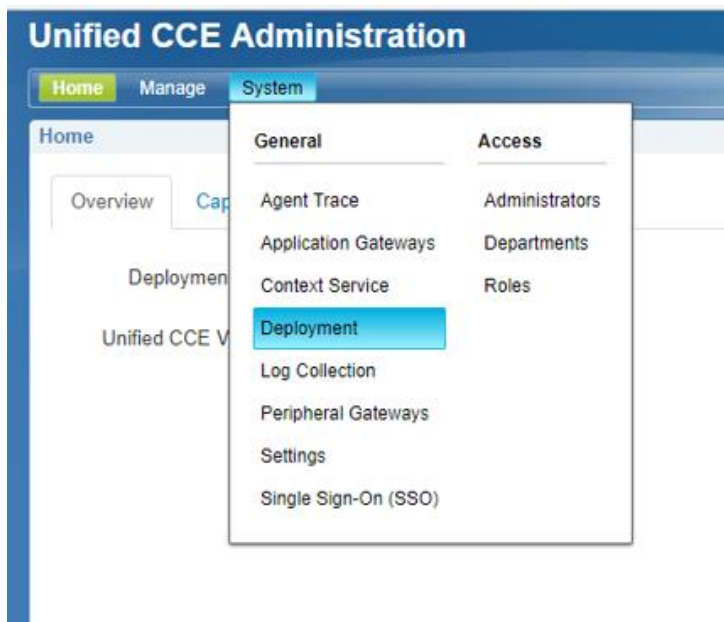 Unified CCE Administration
Home Manage System
Home
General
Agent Trace
Application Gateways
Context Service
Deployment
Log Collection
Peripheral Gateways
Settings
Single Sign-On (SSO)
Access
Administrators
Departments
Roles
Overview Cap
Deploymen
Unified CCE V